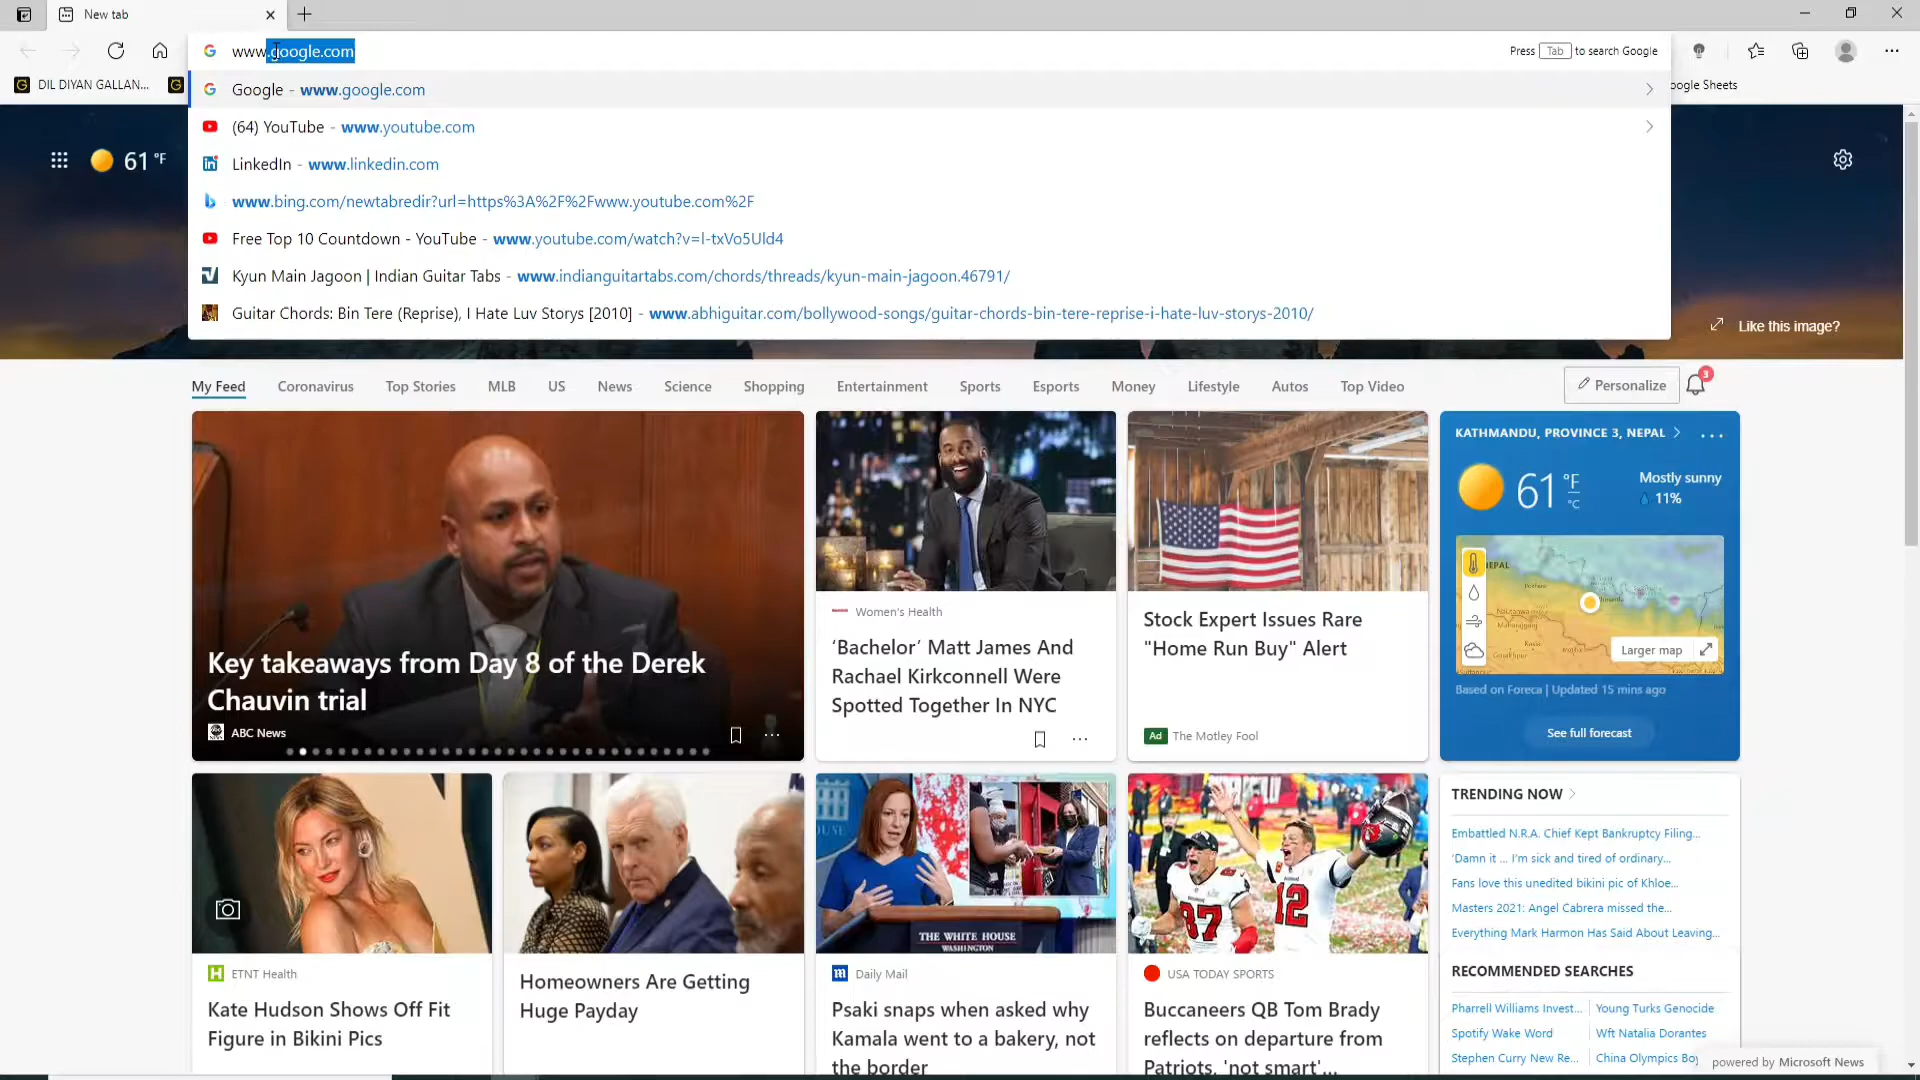 New tab
www.google.com
Press Tab to search Google
DIL DIYAN GALLAN...
oogle Sheets
Google - www.google.com
(64) YouTube - www.youtube.com
LinkedIn - www.linkedin.com
www.bing.com/newtabredir?url=https%3A%2F%2Fwww.youtube.com%2F
Free Top 10 Countdown - YouTube - www.youtube.com/watch?v=l-txVo5Uld4
Kyun Main Jagoon | Indian Guitar Tabs - www.indianguitartabs.com/chords/threads/kyun-main-jagoon.46791/
Guitar Chords: Bin Tere (Reprise), I Hate Luv Storys [2010] - www.abhiguitar.com/bollywood-songs/guitar-chords-bin-tere-reprise-i-hate-luv-storys-2010/
61 °F
Like this image?
My Feed Coronavirus Top Stories MLB US News Science Shopping Entertainment Sports Esports Money Lifestyle Autos Top Video
Personalize
3
Key takeaways from Day 8 of the Derek
Chauvin trial
ABC News
Women's Health
‘Bachelor’ Matt James And
Rachael Kirkconnell Were
Spotted Together In NYC
Stock Expert Issues Rare
"Home Run Buy" Alert
Ad The Motley Fool
KATHMANDU, PROVINCE 3, NEPAL
61 °F
°C
Mostly sunny
11%
NEPAL
Larger map
Based on Foreca | Updated 15 mins ago
See full forecast
ETNT Health
Kate Hudson Shows Off Fit
Figure in Bikini Pics
Homeowners Are Getting
Huge Payday
THE WHITE HOUSE
WASHINGTON
Daily Mail
Psaki snaps when asked why
Kamala went to a bakery, not
the border
87
12
USA TODAY SPORTS
Buccaneers QB Tom Brady
reflects on departure from
Patriots, 'not smart'...
TRENDING NOW
Embattled N.R.A. Chief Kept Bankruptcy Filing...
'Damn it ... I'm sick and tired of ordinary...
Fans love this unedited bikini pic of Khloe...
Masters 2021: Angel Cabrera missed the...
Everything Mark Harmon Has Said About Leaving...
RECOMMENDED SEARCHES
Pharrell Williams Invest... Young Turks Genocide
Spotify Wake Word Wft Natalia Dorantes
Stephen Curry New Re... China Olympics Boy
powered by Microsoft News